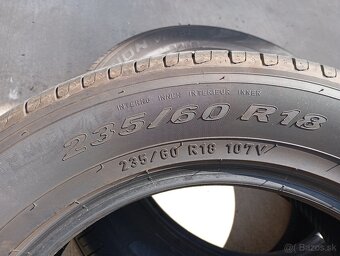 INTERNO INNEN INTERIEUR INNER
235/60 R18
235/60 R18 107V
bazos.sk